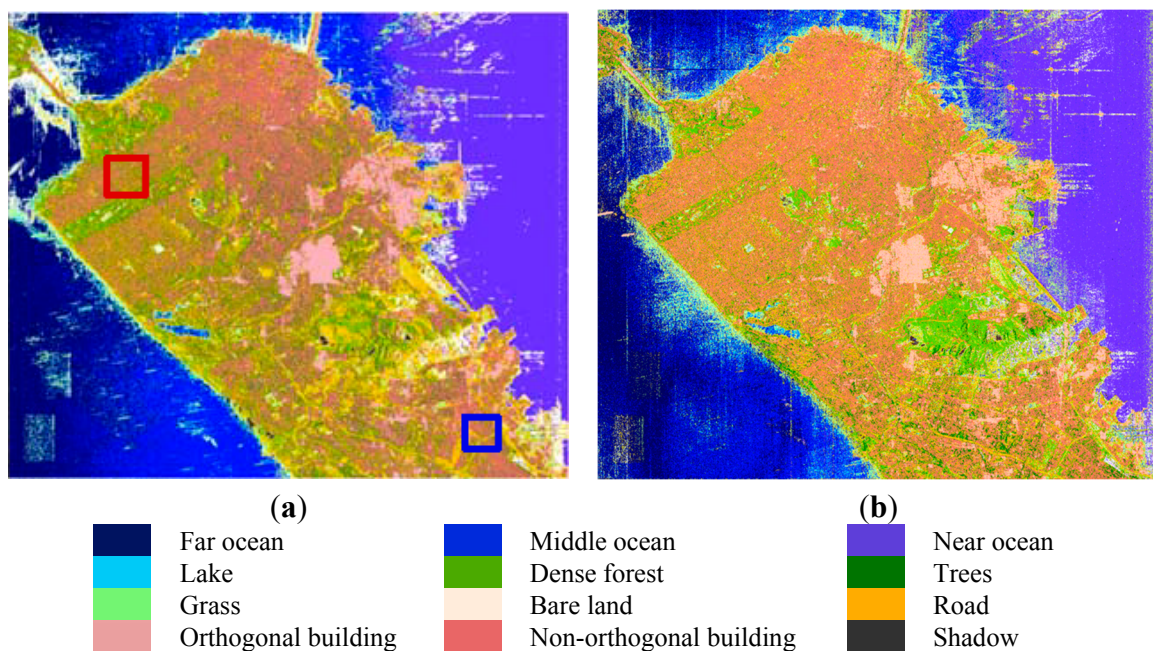 (a) (b)
Far ocean Middle ocean Near ocean
Lake Dense forest Trees
Grass Bare land Road
Orthogonal building Non-orthogonal building Shadow